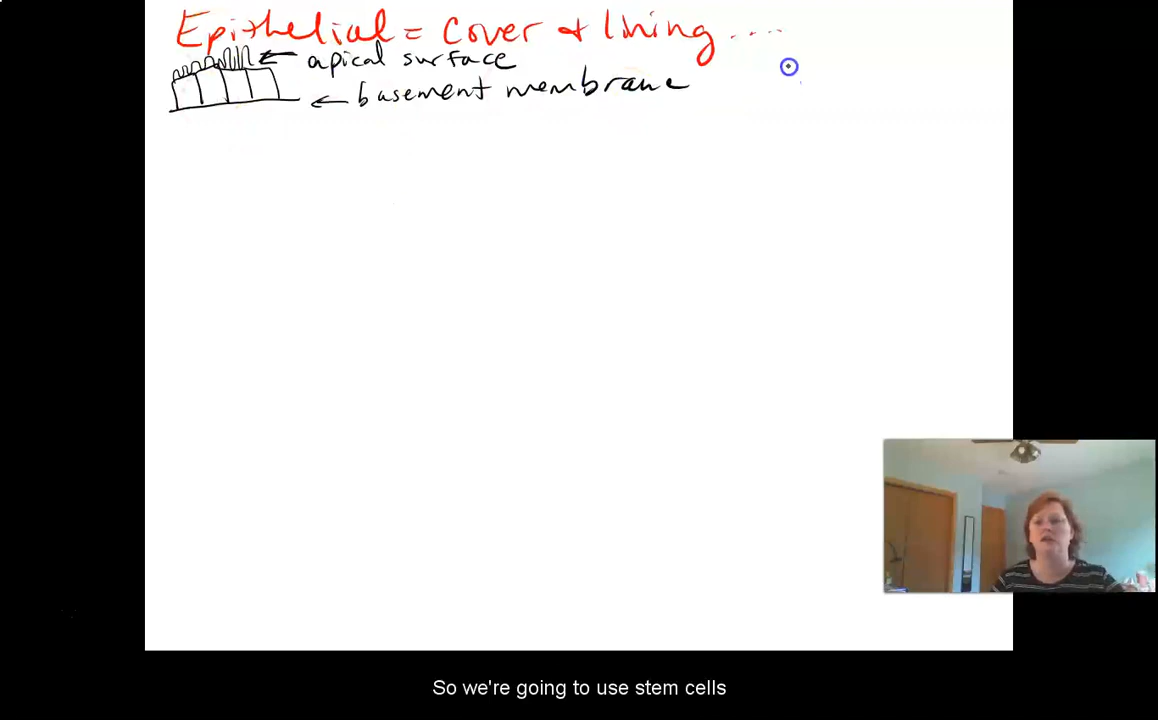 Epithelial = cover & lining ....
← apical surface
← basement membrane
So we're going to use stem cells